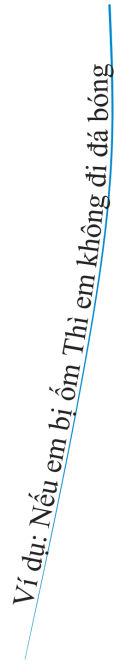 Ví dụ: Nếu em bị ốm Thì em không đi đá bóng